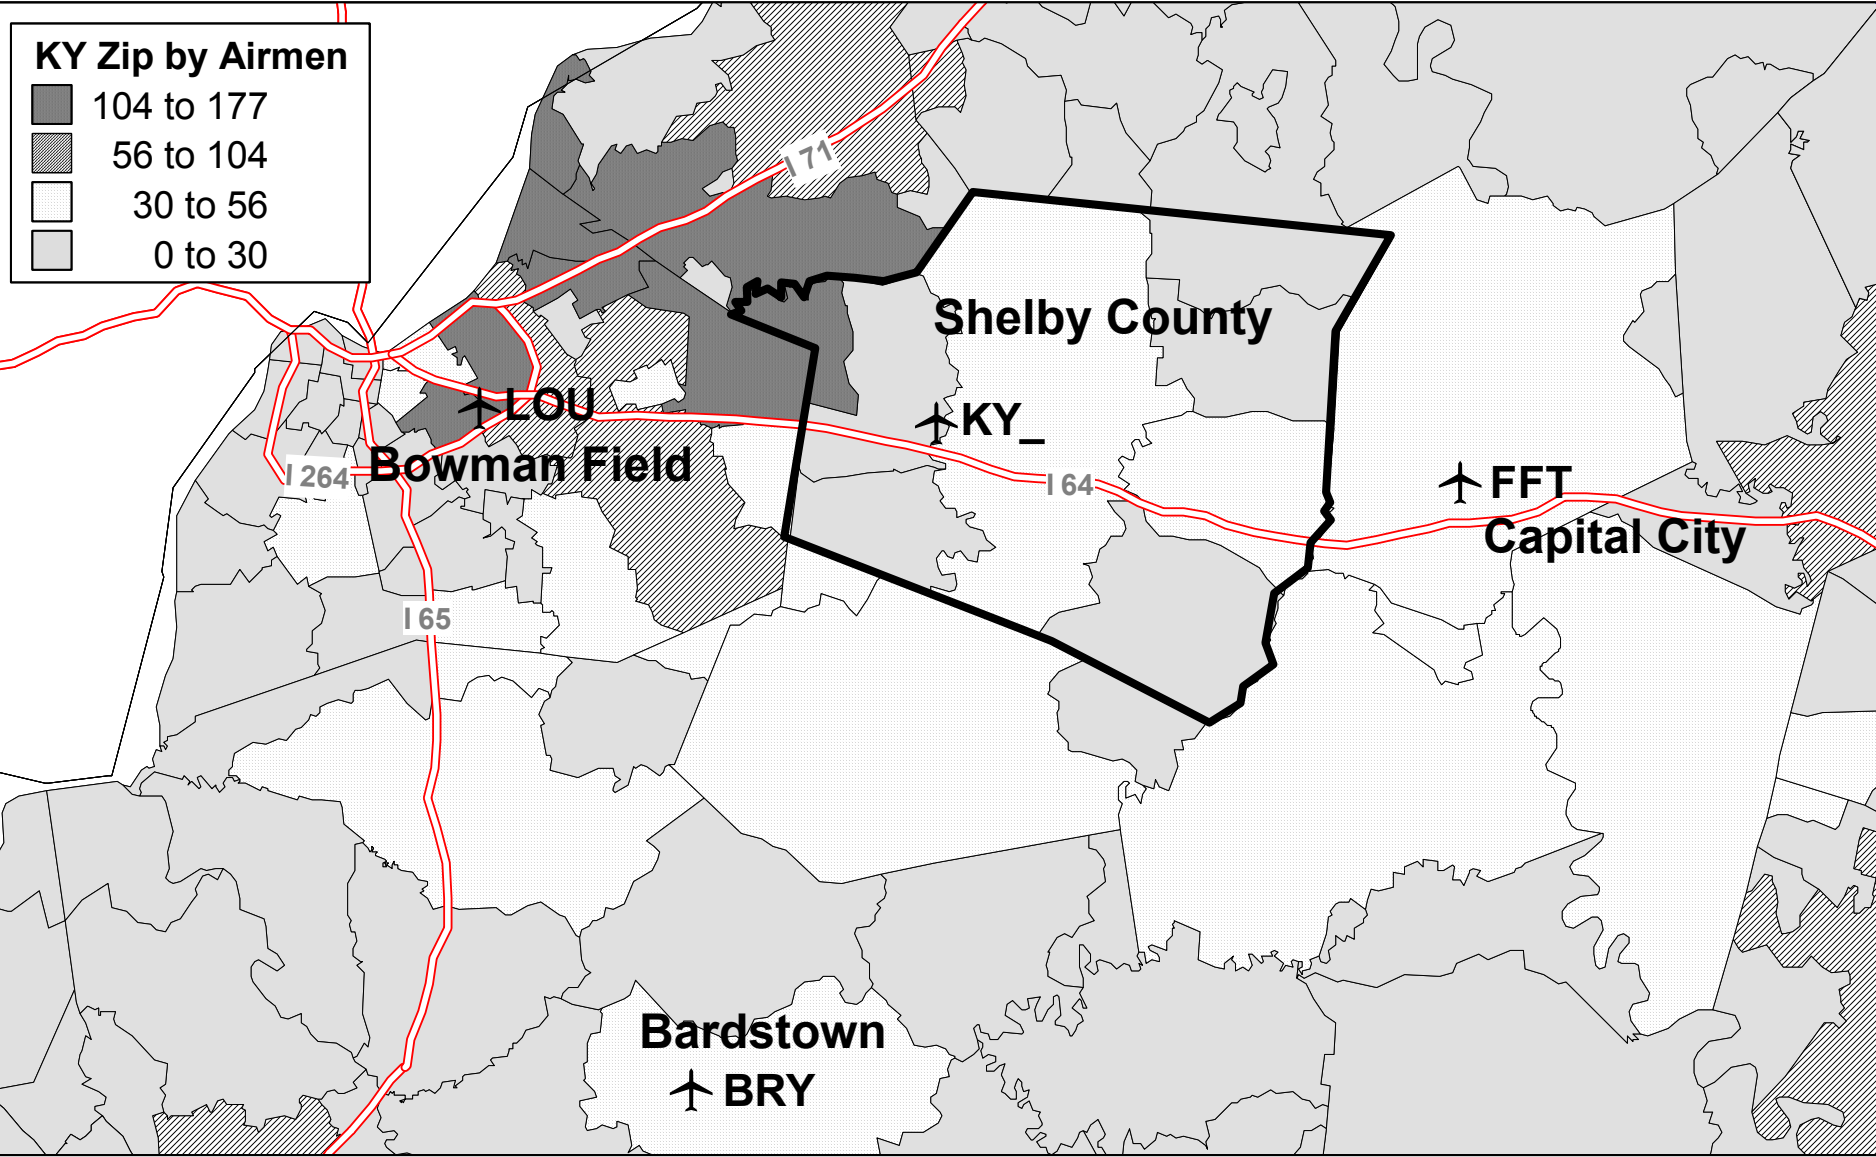 KY Zip by Airmen
104 to 177
56 to 104
30 to 56
0 to 30
I 71
Shelby County
LOU
KY_
Bowman Field
I 264
I 64
FFT
Capital City
I 65
Bardstown
BRY